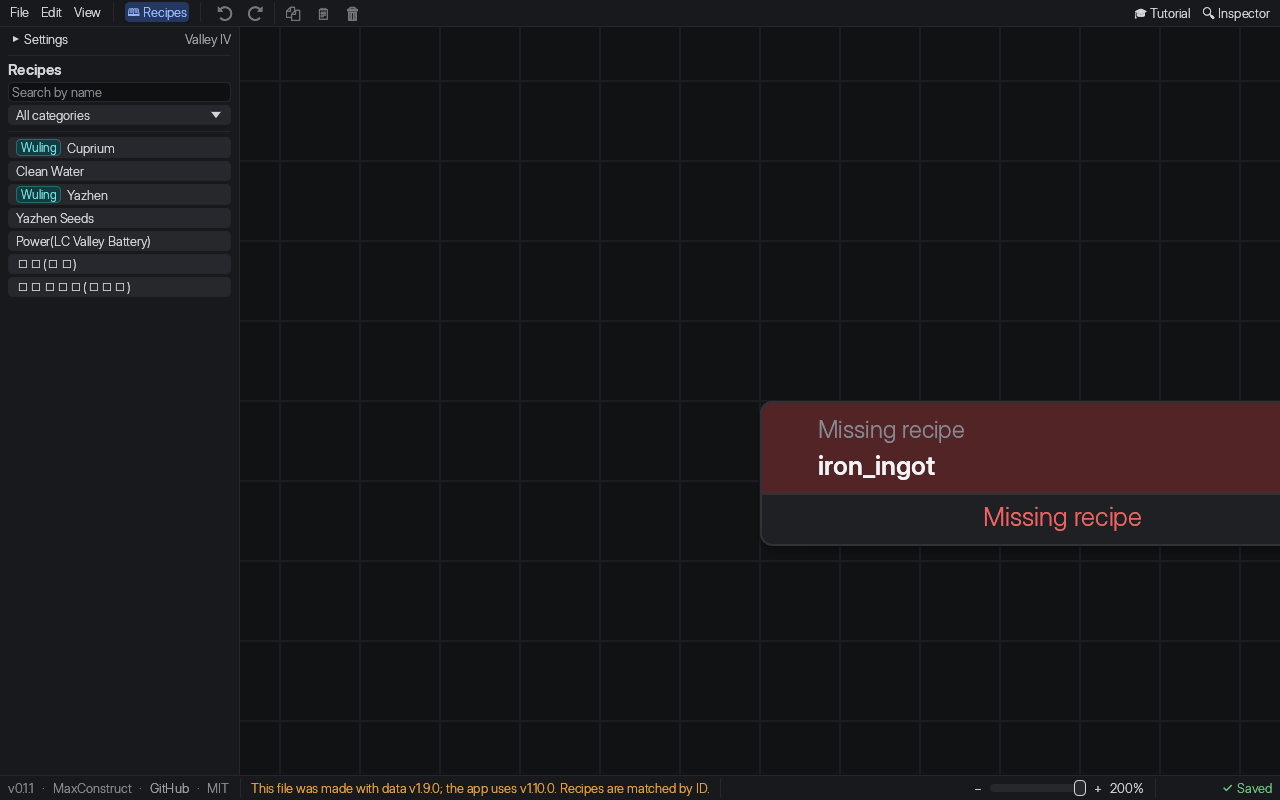 File Edit View Recipes Tutorial Inspector
Settings Valley IV
Recipes
Search by name
All categories
Wuling Cuprium
Clean Water
Wuling Yazhen
Yazhen Seeds
Power(LC Valley Battery)
Missing recipe
iron_ingot
Missing recipe
v0.1.1 · MaxConstruct · GitHub · MIT This file was made with data v1.9.0; the app uses v1.10.0. Recipes are matched by ID. − + 200% Saved